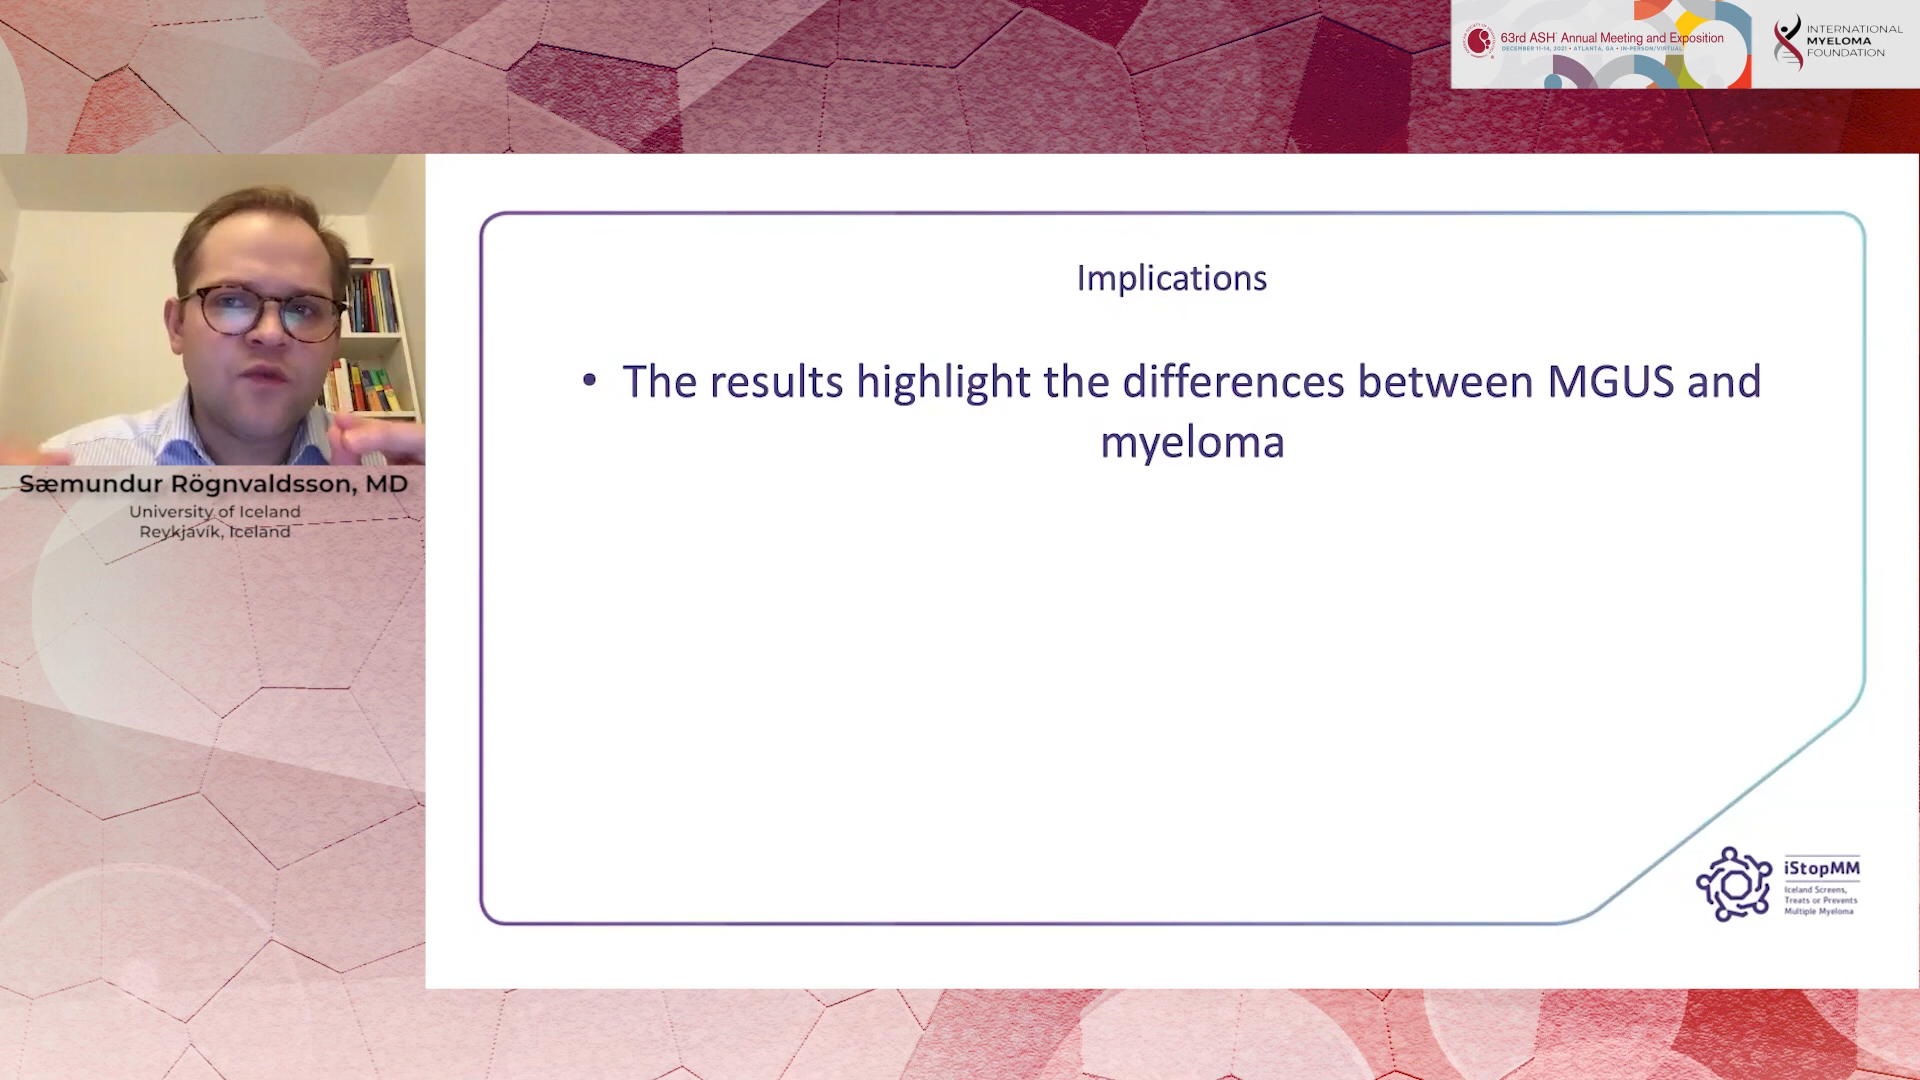 63rd ASH Annual Meeting and Exposition
DECEMBER 11-14, 2021 • ATLANTA, GA • IN-PERSON/VIRTUAL
INTERNATIONAL
MYELOMA
FOUNDATION
Sæmundur Rögnvaldsson, MD
University of Iceland
Reykjavík, Iceland
Implications
• The results highlight the differences between MGUS and
myeloma
iStopMM
Iceland Screens,
Treats or Prevents
Multiple Myeloma